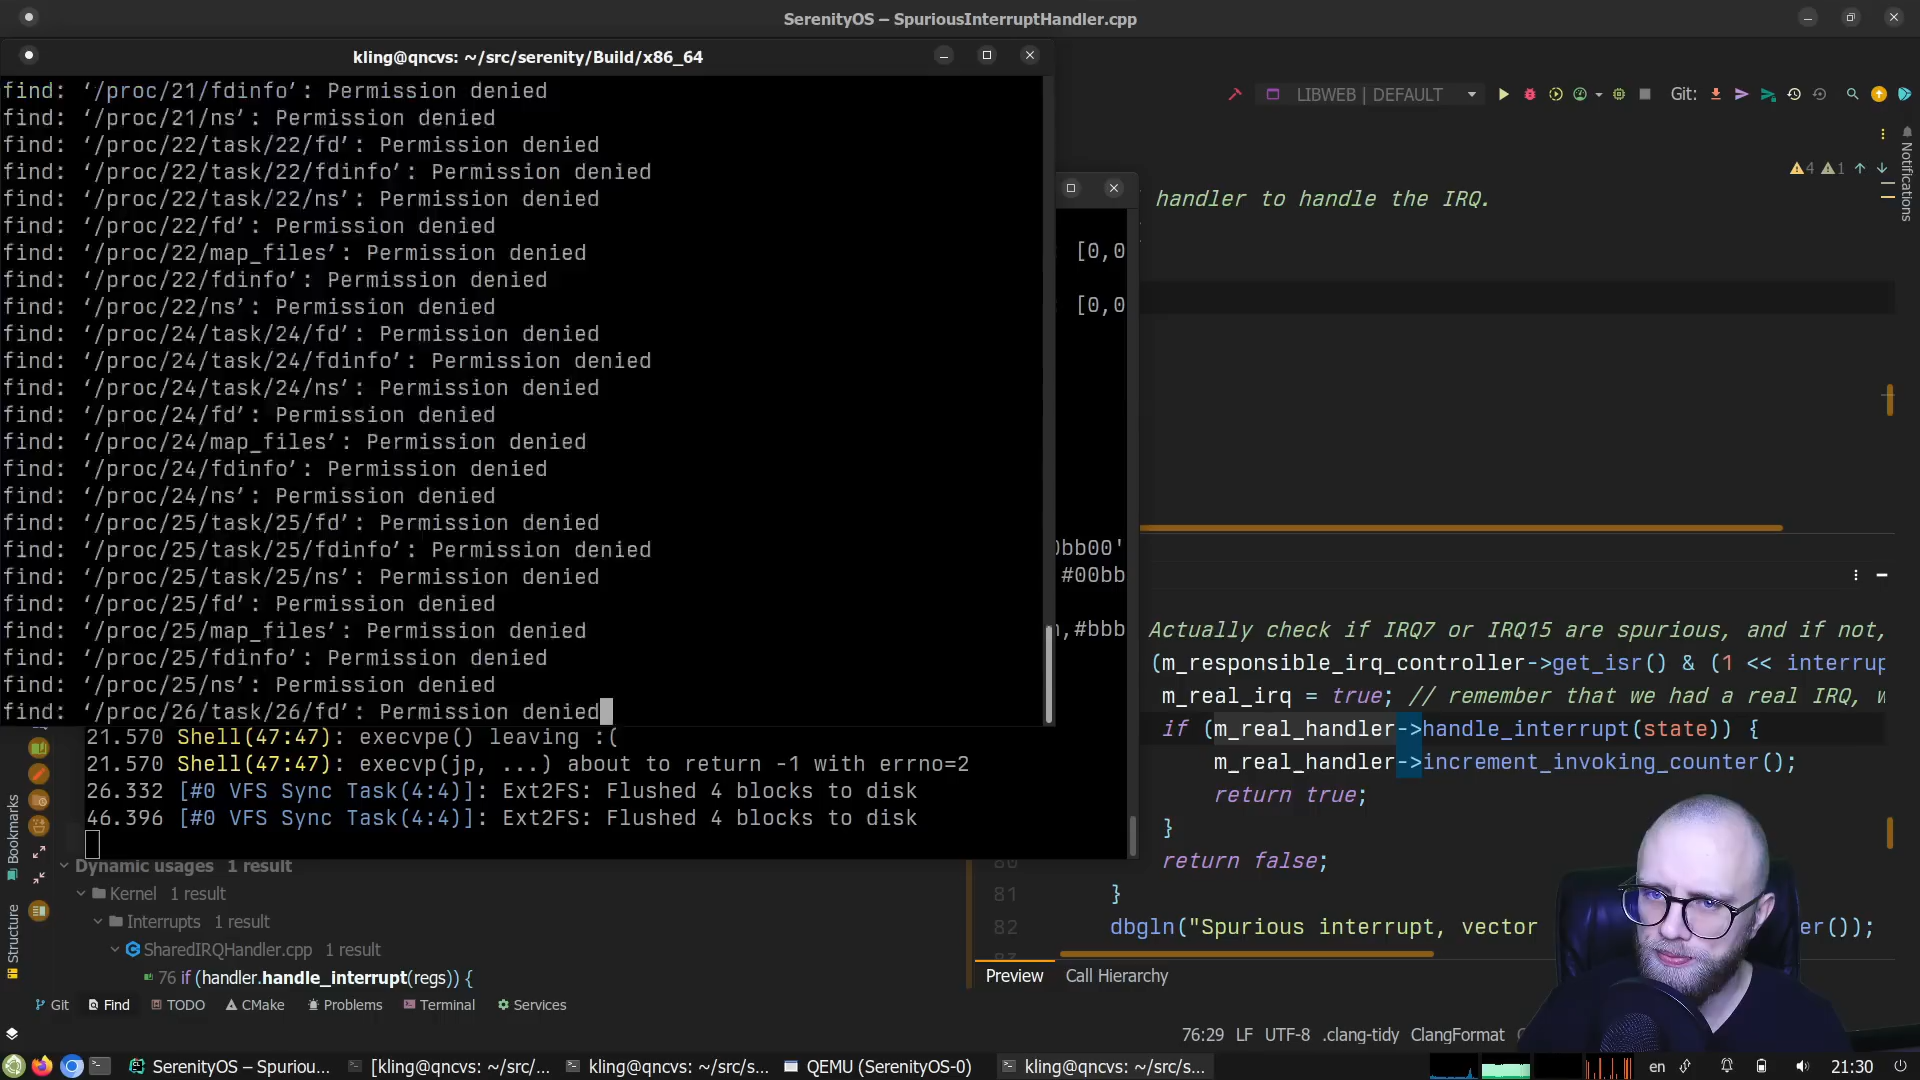 SerenityOS – SpuriousInterruptHandler.cpp
kling@qncvs: ~/src/serenity/Build/x86_64
LIBWEB | DEFAULT
Git:
find: ‘/proc/21/fdinfo’: Permission denied
find: ‘/proc/21/ns’: Permission denied
find: ‘/proc/22/task/22/fd’: Permission denied
find: ‘/proc/22/task/22/fdinfo’: Permission denied
find: ‘/proc/22/task/22/ns’: Permission denied
find: ‘/proc/22/fd’: Permission denied
find: ‘/proc/22/map_files’: Permission denied
find: ‘/proc/22/fdinfo’: Permission denied
find: ‘/proc/22/ns’: Permission denied
find: ‘/proc/24/task/24/fd’: Permission denied
find: ‘/proc/24/task/24/fdinfo’: Permission denied
find: ‘/proc/24/task/24/ns’: Permission denied
find: ‘/proc/24/fd’: Permission denied
find: ‘/proc/24/map_files’: Permission denied
find: ‘/proc/24/fdinfo’: Permission denied
find: ‘/proc/24/ns’: Permission denied
find: ‘/proc/25/task/25/fd’: Permission denied
find: ‘/proc/25/task/25/fdinfo’: Permission denied
find: ‘/proc/25/task/25/ns’: Permission denied
find: ‘/proc/25/fd’: Permission denied
find: ‘/proc/25/map_files’: Permission denied
find: ‘/proc/25/fdinfo’: Permission denied
find: ‘/proc/25/ns’: Permission denied
find: ‘/proc/26/task/26/fd’: Permission denied
21.570 Shell(47:47): execvpe() leaving :(
21.570 Shell(47:47): execvp(jp, ...) about to return -1 with errno=2
26.332 [#0 VFS Sync Task(4:4)]: Ext2FS: Flushed 4 blocks to disk
46.396 [#0 VFS Sync Task(4:4)]: Ext2FS: Flushed 4 blocks to disk
[0,0
[0,0
bb00'
#00bb
,#bbb
4 1
Notifications
handler to handle the IRQ.
Actually check if IRQ7 or IRQ15 are spurious, and if not,
(m_responsible_irq_controller->get_isr() & (1 << interrup
m_real_irq = true; // remember that we had a real IRQ, w
if (m_real_handler->handle_interrupt(state)) {
m_real_handler->increment_invoking_counter();
return true;
}
return false;
81 }
82 dbgln("Spurious interrupt, vector er());
Bookmarks
Structure
Dynamic usages 1 result
Kernel 1 result
Interrupts 1 result
SharedIRQHandler.cpp 1 result
76 if (handler.handle_interrupt(regs)) {
Preview Call Hierarchy
Git Find TODO CMake Problems Terminal Services
76:29 LF UTF-8 .clang-tidy ClangFormat
SerenityOS – Spuriou... [kling@qncvs: ~/src/... kling@qncvs: ~/src/s... QEMU (SerenityOS-0) kling@qncvs: ~/src/s... en 21:30